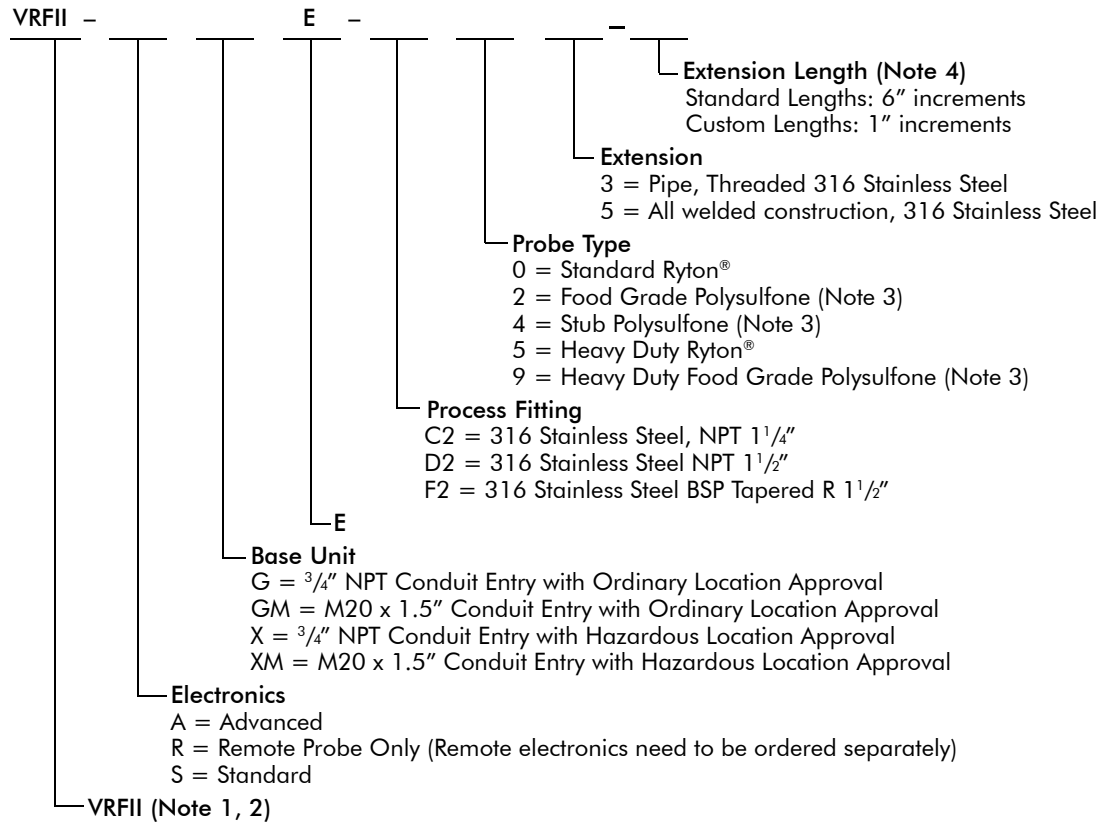 VRFII – E – –
Extension Length (Note 4)
Standard Lengths: 6″ increments
Custom Lengths: 1″ increments
Extension
3 = Pipe, Threaded 316 Stainless Steel
5 = All welded construction, 316 Stainless Steel
Probe Type
0 = Standard Ryton®
2 = Food Grade Polysulfone (Note 3)
4 = Stub Polysulfone (Note 3)
5 = Heavy Duty Ryton®
9 = Heavy Duty Food Grade Polysulfone (Note 3)
Process Fitting
C2 = 316 Stainless Steel, NPT 1¹/₄″
D2 = 316 Stainless Steel NPT 1¹/₂″
F2 = 316 Stainless Steel BSP Tapered R 1¹/₂″
E
Base Unit
G = ³/₄″ NPT Conduit Entry with Ordinary Location Approval
GM = M20 x 1.5″ Conduit Entry with Ordinary Location Approval
X = ³/₄″ NPT Conduit Entry with Hazardous Location Approval
XM = M20 x 1.5″ Conduit Entry with Hazardous Location Approval
Electronics
A = Advanced
R = Remote Probe Only (Remote electronics need to be ordered separately)
S = Standard
VRFII (Note 1, 2)